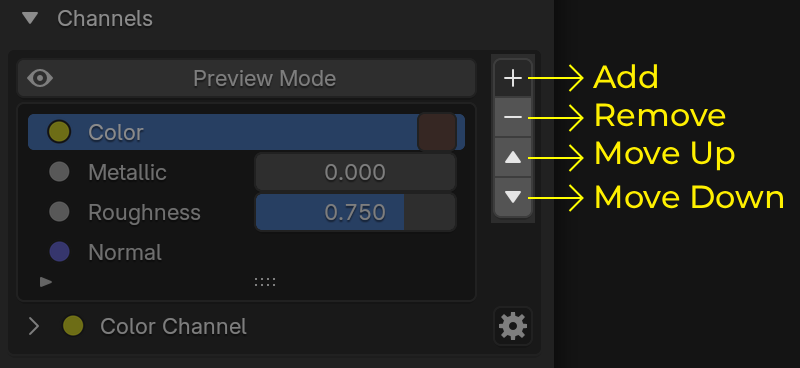 Channels
Preview Mode
Add
Color
Remove
Metallic 0.000
Move Up
Roughness 0.750
Move Down
Normal
Color Channel